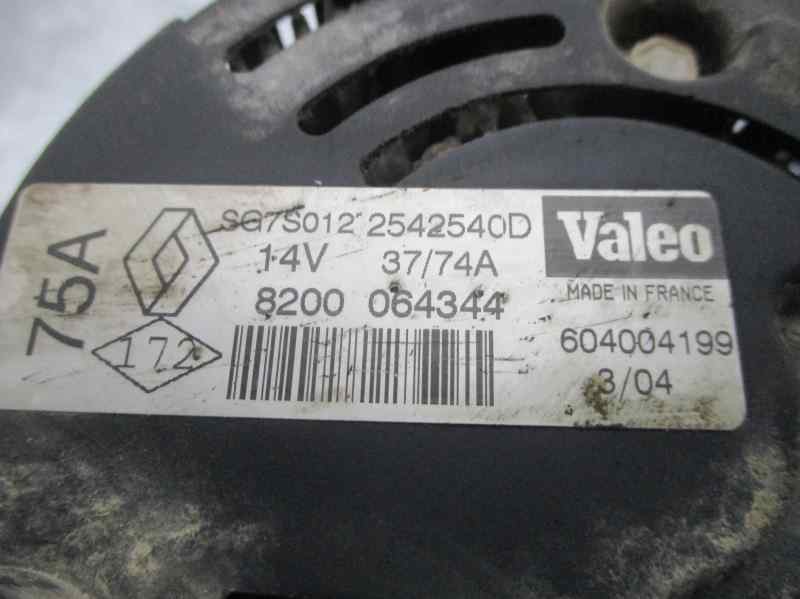 75A
SG7S012 2542540D
14V 37/74A
8200 064344
172
Valeo
MADE IN FRANCE
604004199
3/04